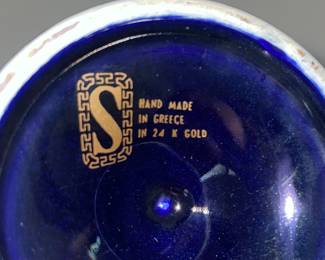 S
HAND MADE
IN GREECE
IN 24 K GOLD